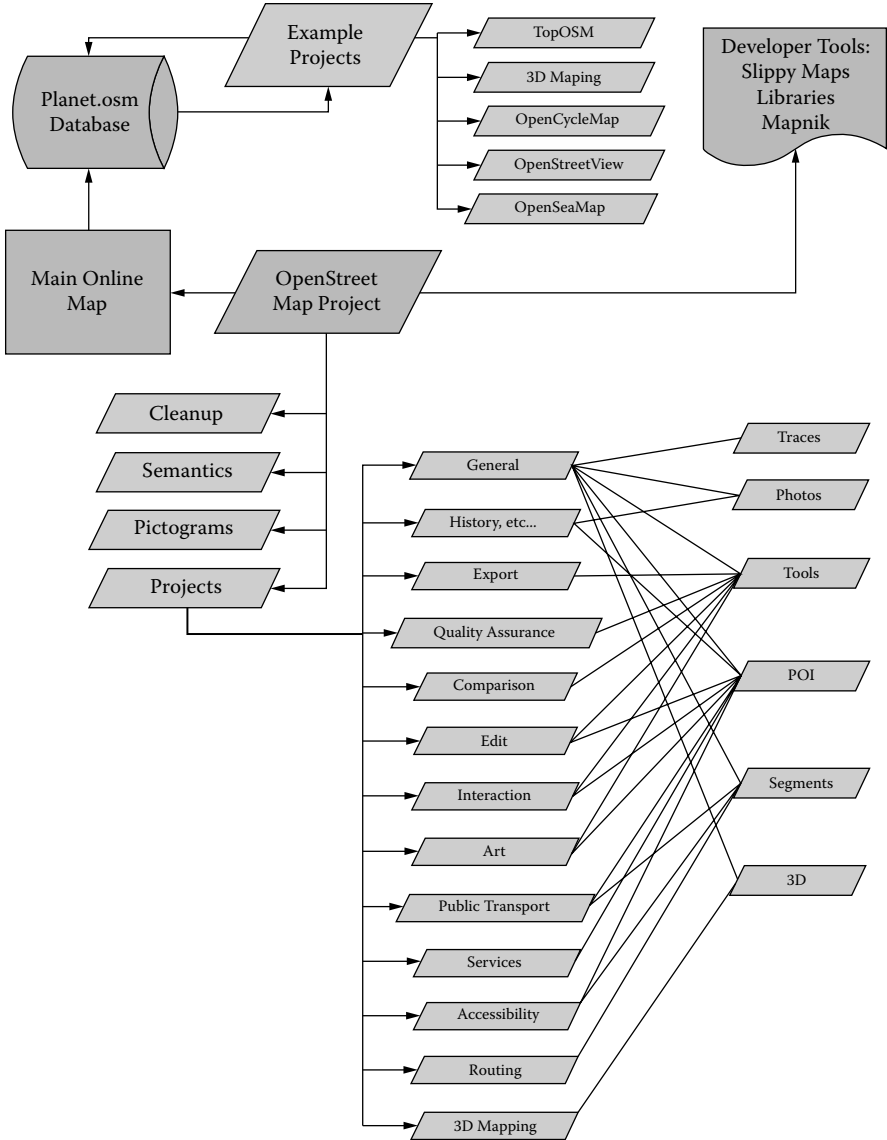 Example
Projects
TopOSM
3D Maping
OpenCycleMap
OpenStreetView
OpenSeaMap
Developer Tools:
Slippy Maps
Libraries
Mapnik
Planet.osm
Database
Main Online
Map
OpenStreet
Map Project
Cleanup
Semantics
Pictograms
Projects
General
History, etc...
Export
Quality Assurance
Comparison
Edit
Interaction
Art
Public Transport
Services
Accessibility
Routing
3D Mapping
Traces
Photos
Tools
POI
Segments
3D